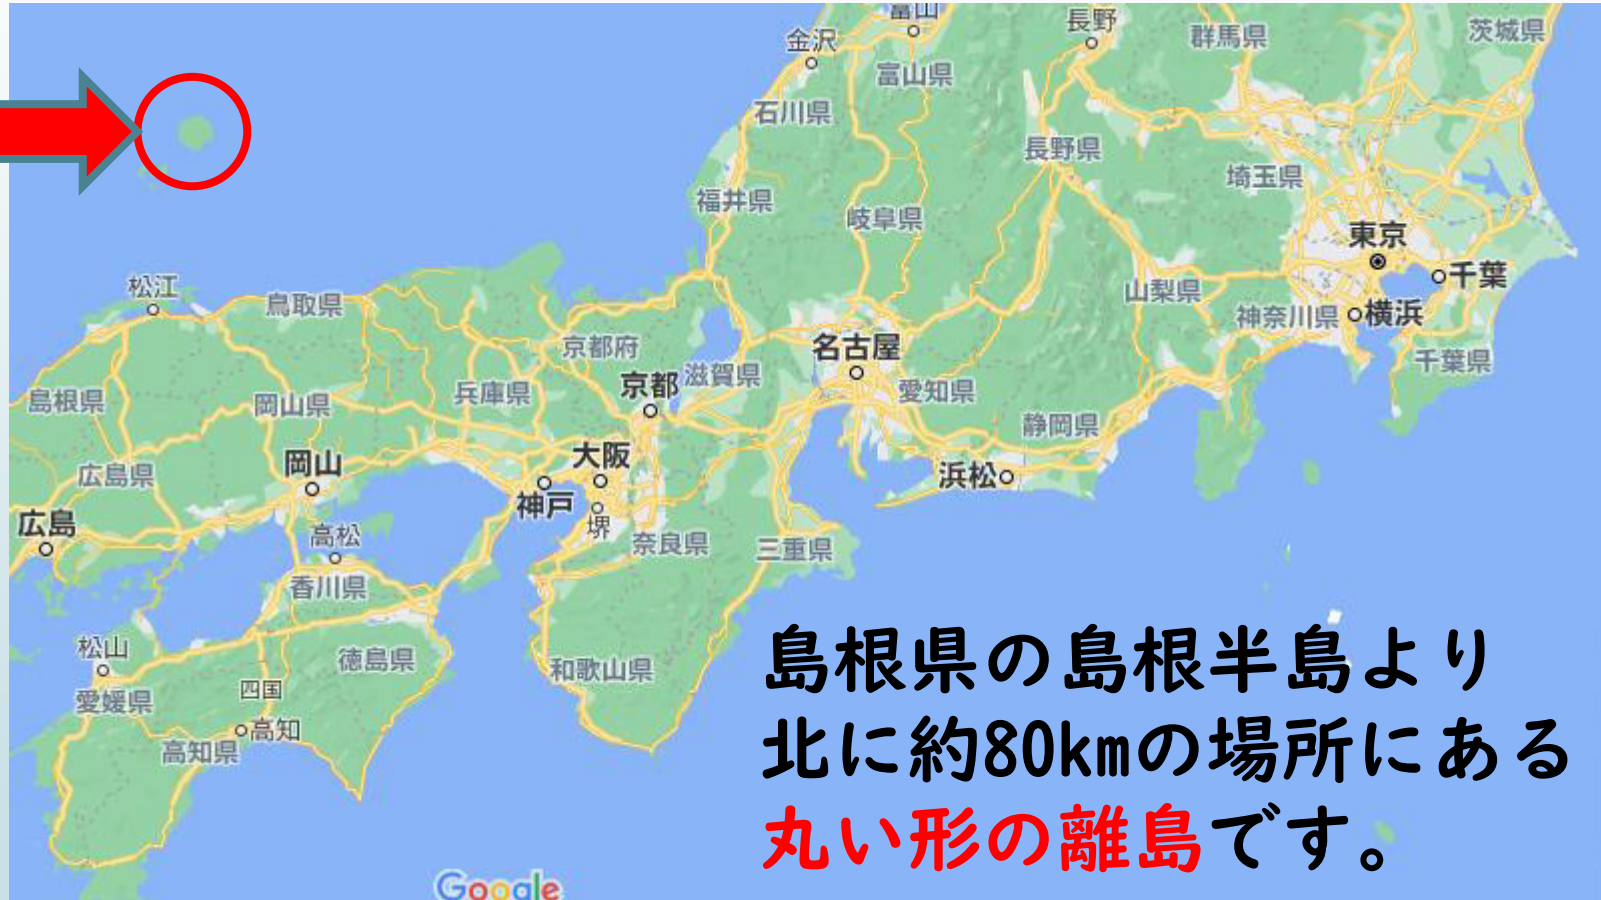 富山
長野
群馬県
茨城県
金沢
富山県
石川県
長野県
埼玉県
福井県
岐阜県
東京
千葉
松江
鳥取県
山梨県
神奈川県
横浜
京都府
名古屋
千葉県
島根県
岡山県
兵庫県
京都
滋賀県
愛知県
静岡県
広島県
岡山
大阪
浜松
神戸
広島
高松
堺
奈良県
三重県
香川県
松山
徳島県
和歌山県
愛媛県
四国
高知
高知県
島根県の島根半島より
北に約80kmの場所にある
丸い形の離島です。
Google